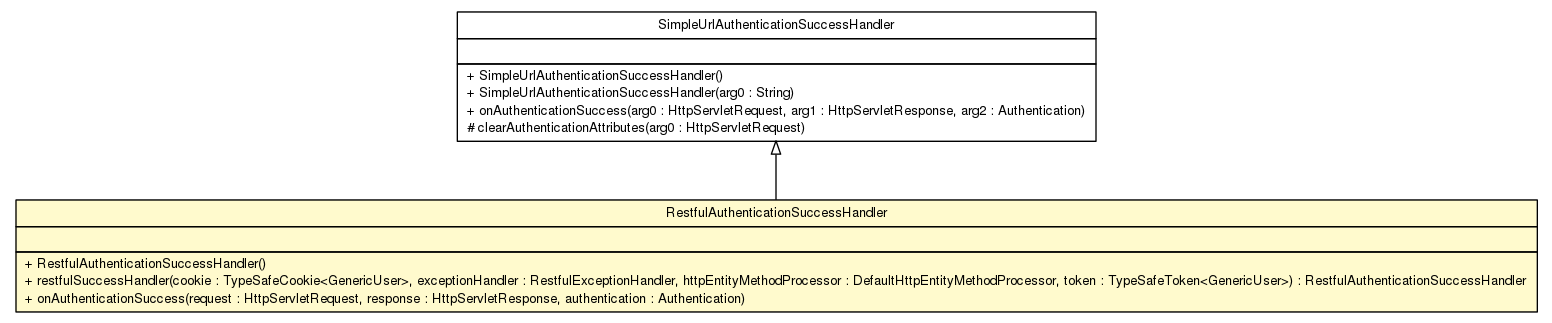 SimpleUrlAuthenticationSuccessHandler
+ SimpleUrlAuthenticationSuccessHandler()
+ SimpleUrlAuthenticationSuccessHandler(arg0 : String)
+ onAuthenticationSuccess(arg0 : HttpServletRequest, arg1 : HttpServletResponse, arg2 : Authentication)
# clearAuthenticationAttributes(arg0 : HttpServletRequest)
RestfulAuthenticationSuccessHandler
+ RestfulAuthenticationSuccessHandler()
+ restfulSuccessHandler(cookie : TypeSafeCookie<GenericUser>, exceptionHandler : RestfulExceptionHandler, httpEntityMethodProcessor : DefaultHttpEntityMethodProcessor, token : TypeSafeToken<GenericUser>) : RestfulAuthenticationSuccessHandler
+ onAuthenticationSuccess(request : HttpServletRequest, response : HttpServletResponse, authentication : Authentication)